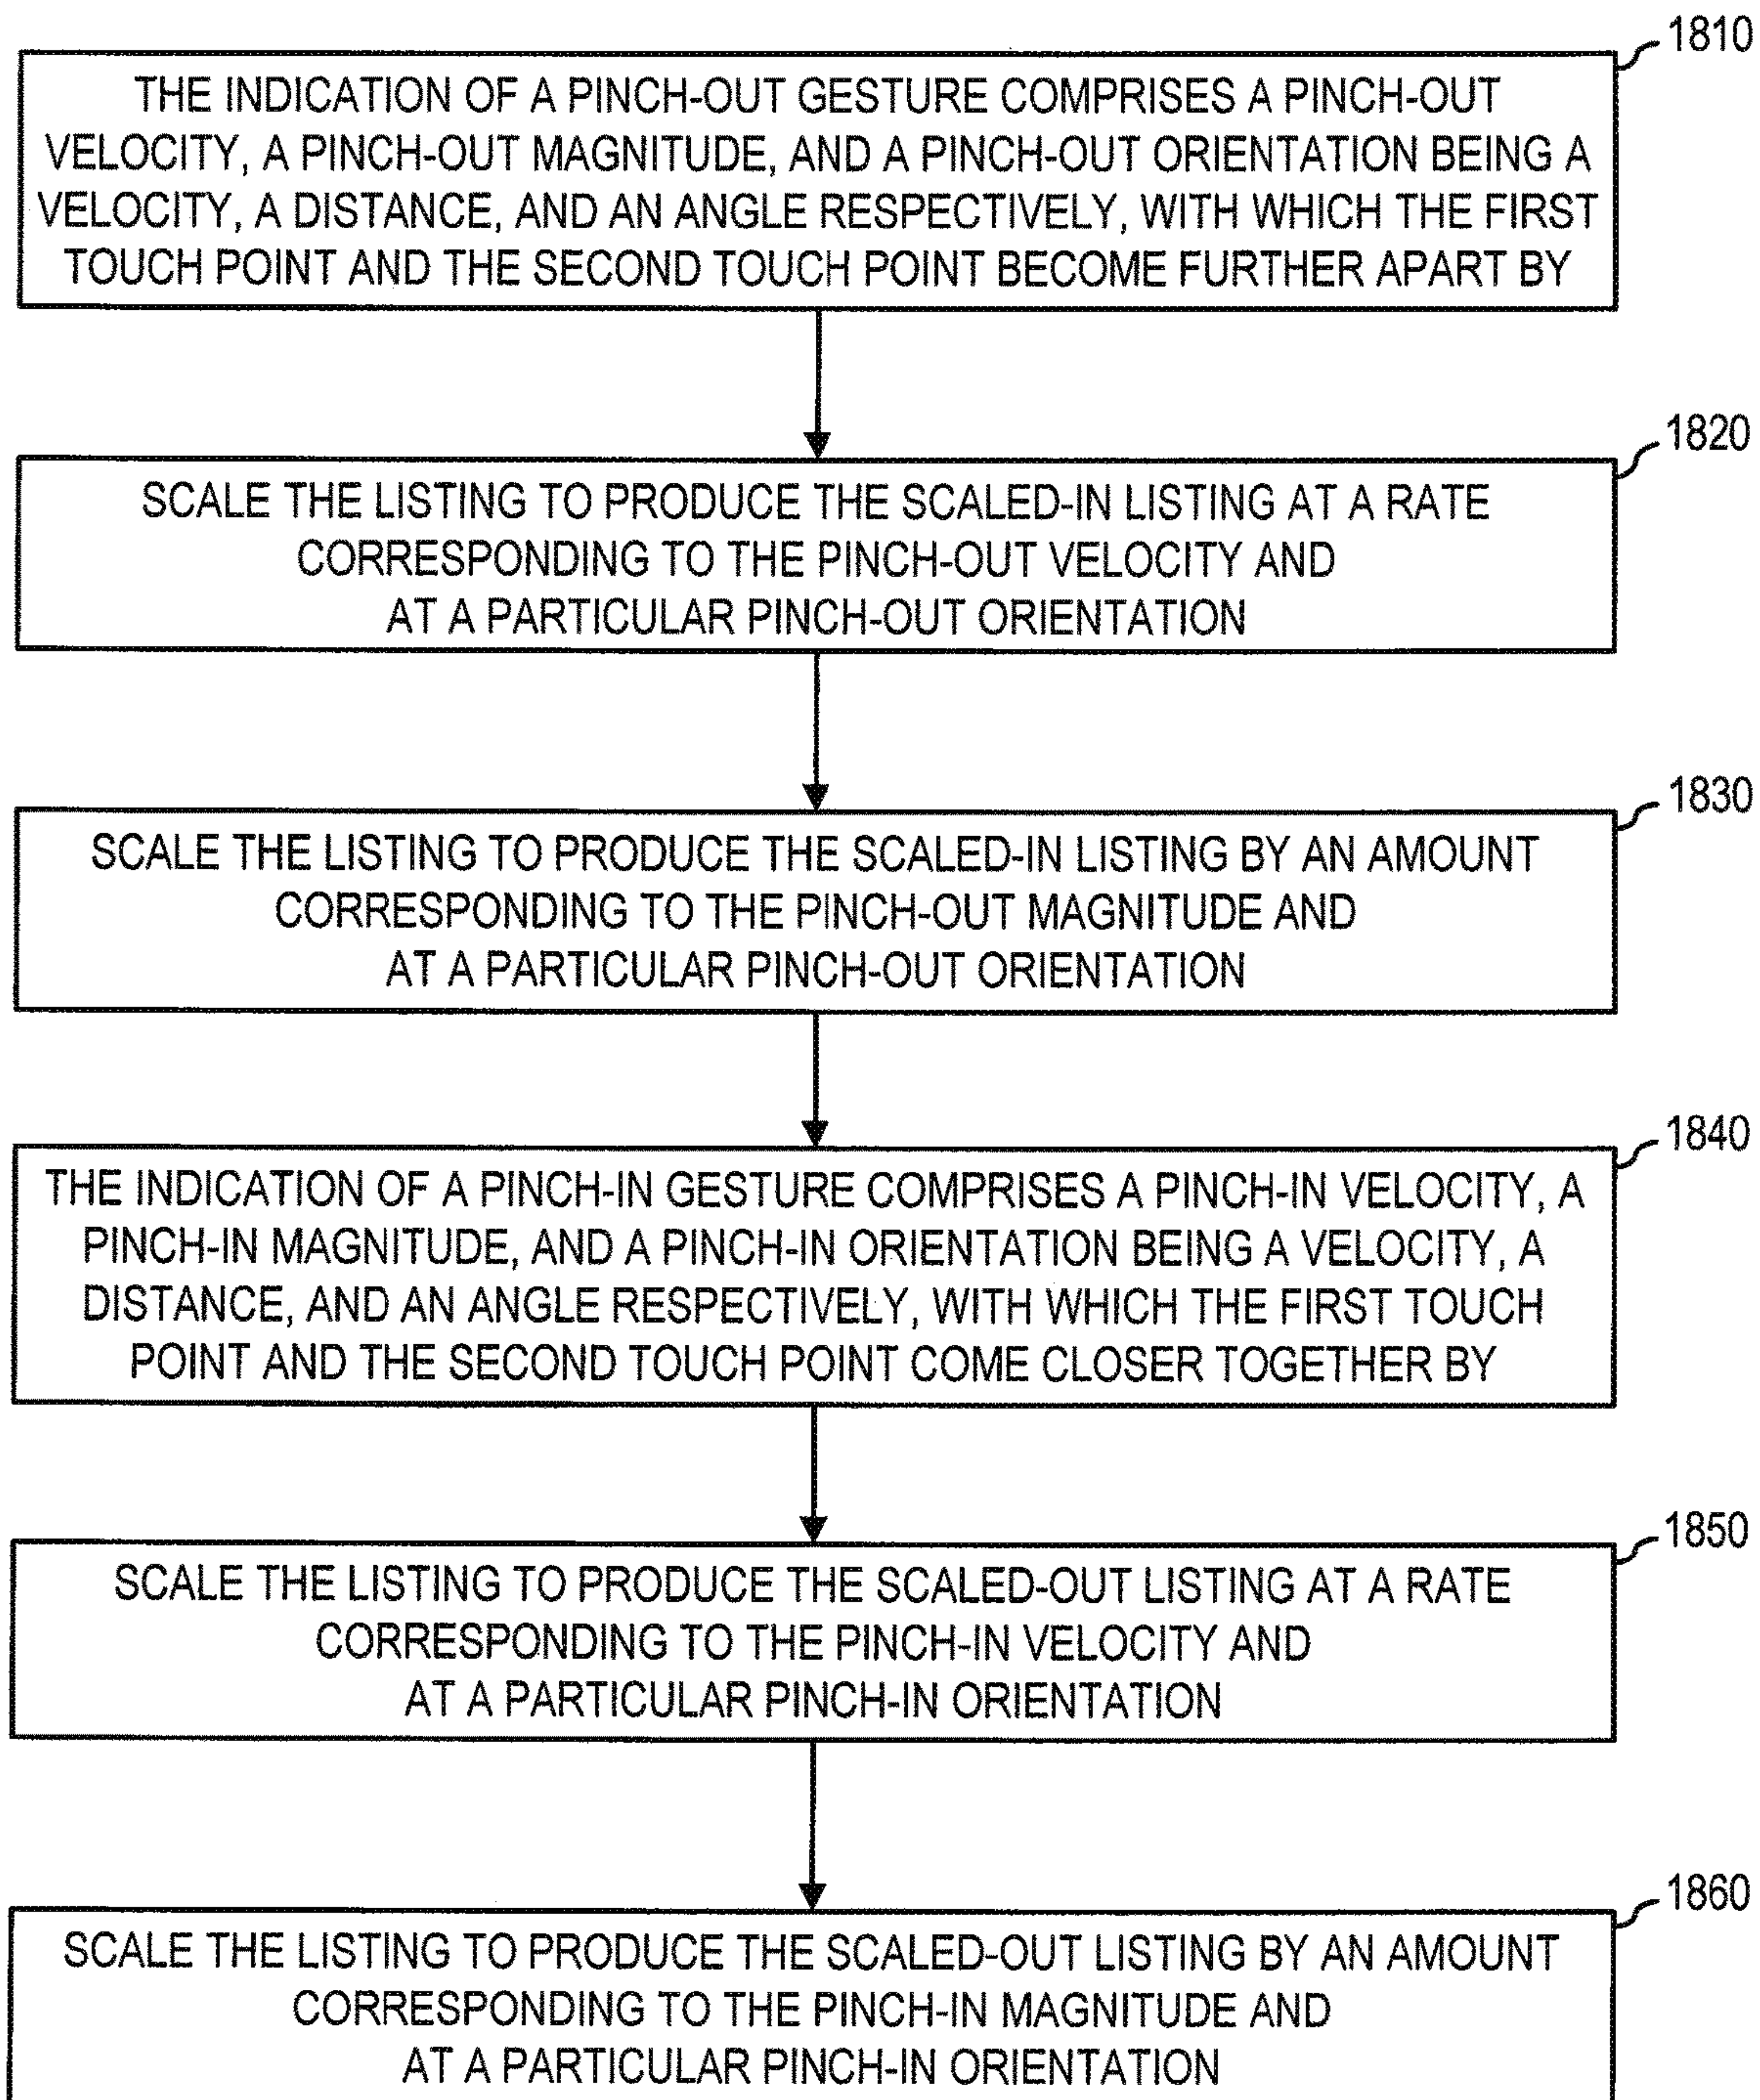 1810
THE INDICATION OF A PINCH-OUT GESTURE COMPRISES A PINCH-OUT
VELOCITY, A PINCH-OUT MAGNITUDE, AND A PINCH-OUT ORIENTATION BEING A
VELOCITY, A DISTANCE, AND AN ANGLE RESPECTIVELY, WITH WHICH THE FIRST
TOUCH POINT AND THE SECOND TOUCH POINT BECOME FURTHER APART BY
1820
SCALE THE LISTING TO PRODUCE THE SCALED-IN LISTING AT A RATE
CORRESPONDING TO THE PINCH-OUT VELOCITY AND
AT A PARTICULAR PINCH-OUT ORIENTATION
1830
SCALE THE LISTING TO PRODUCE THE SCALED-IN LISTING BY AN AMOUNT
CORRESPONDING TO THE PINCH-OUT MAGNITUDE AND
AT A PARTICULAR PINCH-OUT ORIENTATION
1840
THE INDICATION OF A PINCH-IN GESTURE COMPRISES A PINCH-IN VELOCITY, A
PINCH-IN MAGNITUDE, AND A PINCH-IN ORIENTATION BEING A VELOCITY, A
DISTANCE, AND AN ANGLE RESPECTIVELY, WITH WHICH THE FIRST TOUCH
POINT AND THE SECOND TOUCH POINT COME CLOSER TOGETHER BY
1850
SCALE THE LISTING TO PRODUCE THE SCALED-OUT LISTING AT A RATE
CORRESPONDING TO THE PINCH-IN VELOCITY AND
AT A PARTICULAR PINCH-IN ORIENTATION
1860
SCALE THE LISTING TO PRODUCE THE SCALED-OUT LISTING BY AN AMOUNT
CORRESPONDING TO THE PINCH-IN MAGNITUDE AND
AT A PARTICULAR PINCH-IN ORIENTATION